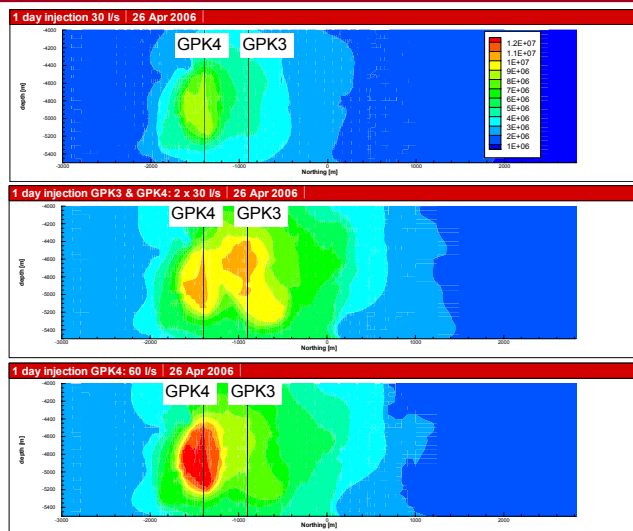 1 day injection 30 l/s | 26 Apr 2006
GPK4 GPK3
-4000
-4200
-4400
-4600
-4800
-5000
-5200
-5400
depth [m]
1.2E+07
1.1E+07
1E+07
9E+06
8E+06
7E+06
6E+06
5E+06
4E+06
3E+06
2E+06
1E+06
-3000 -2000 -1000 0 1000 2000
Northing [m]
1 day injection GPK3 & GPK4: 2 x 30 l/s | 26 Apr 2006
GPK4 GPK3
-4000
-4200
-4400
-4600
-4800
-5000
-5200
-5400
depth [m]
-3000 -2000 -1000 0 1000 2000
Northing [m]
1 day injection GPK4: 60 l/s | 26 Apr 2006
GPK4 GPK3
-4000
-4200
-4400
-4600
-4800
-5000
-5200
-5400
depth [m]
-3000 -2000 -1000 0 1000 2000
Northing [m]